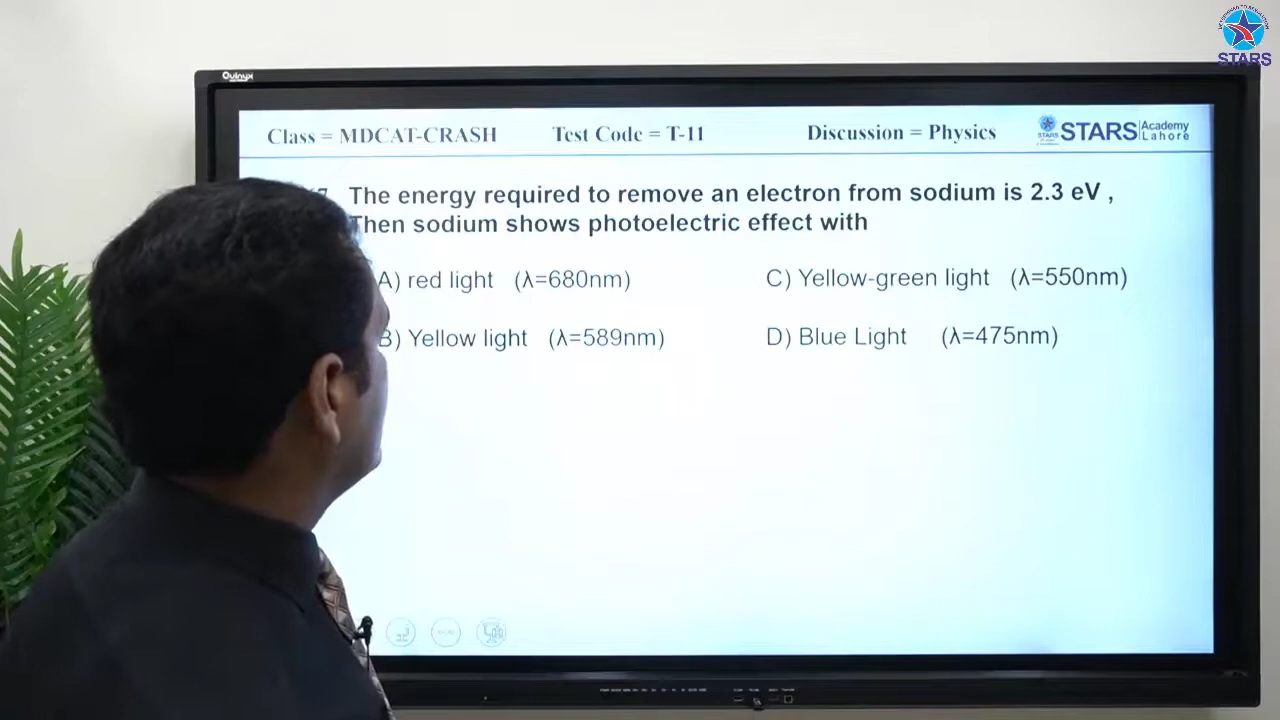 STARS
Quinyx
Class = MDCAT-CRASH Test Code = T-11 Discussion = Physics STARS Academy Lahore
The energy required to remove an electron from sodium is 2.3 eV ,
Then sodium shows photoelectric effect with
A) red light (λ=680nm) C) Yellow-green light (λ=550nm)
B) Yellow light (λ=589nm) D) Blue Light (λ=475nm)